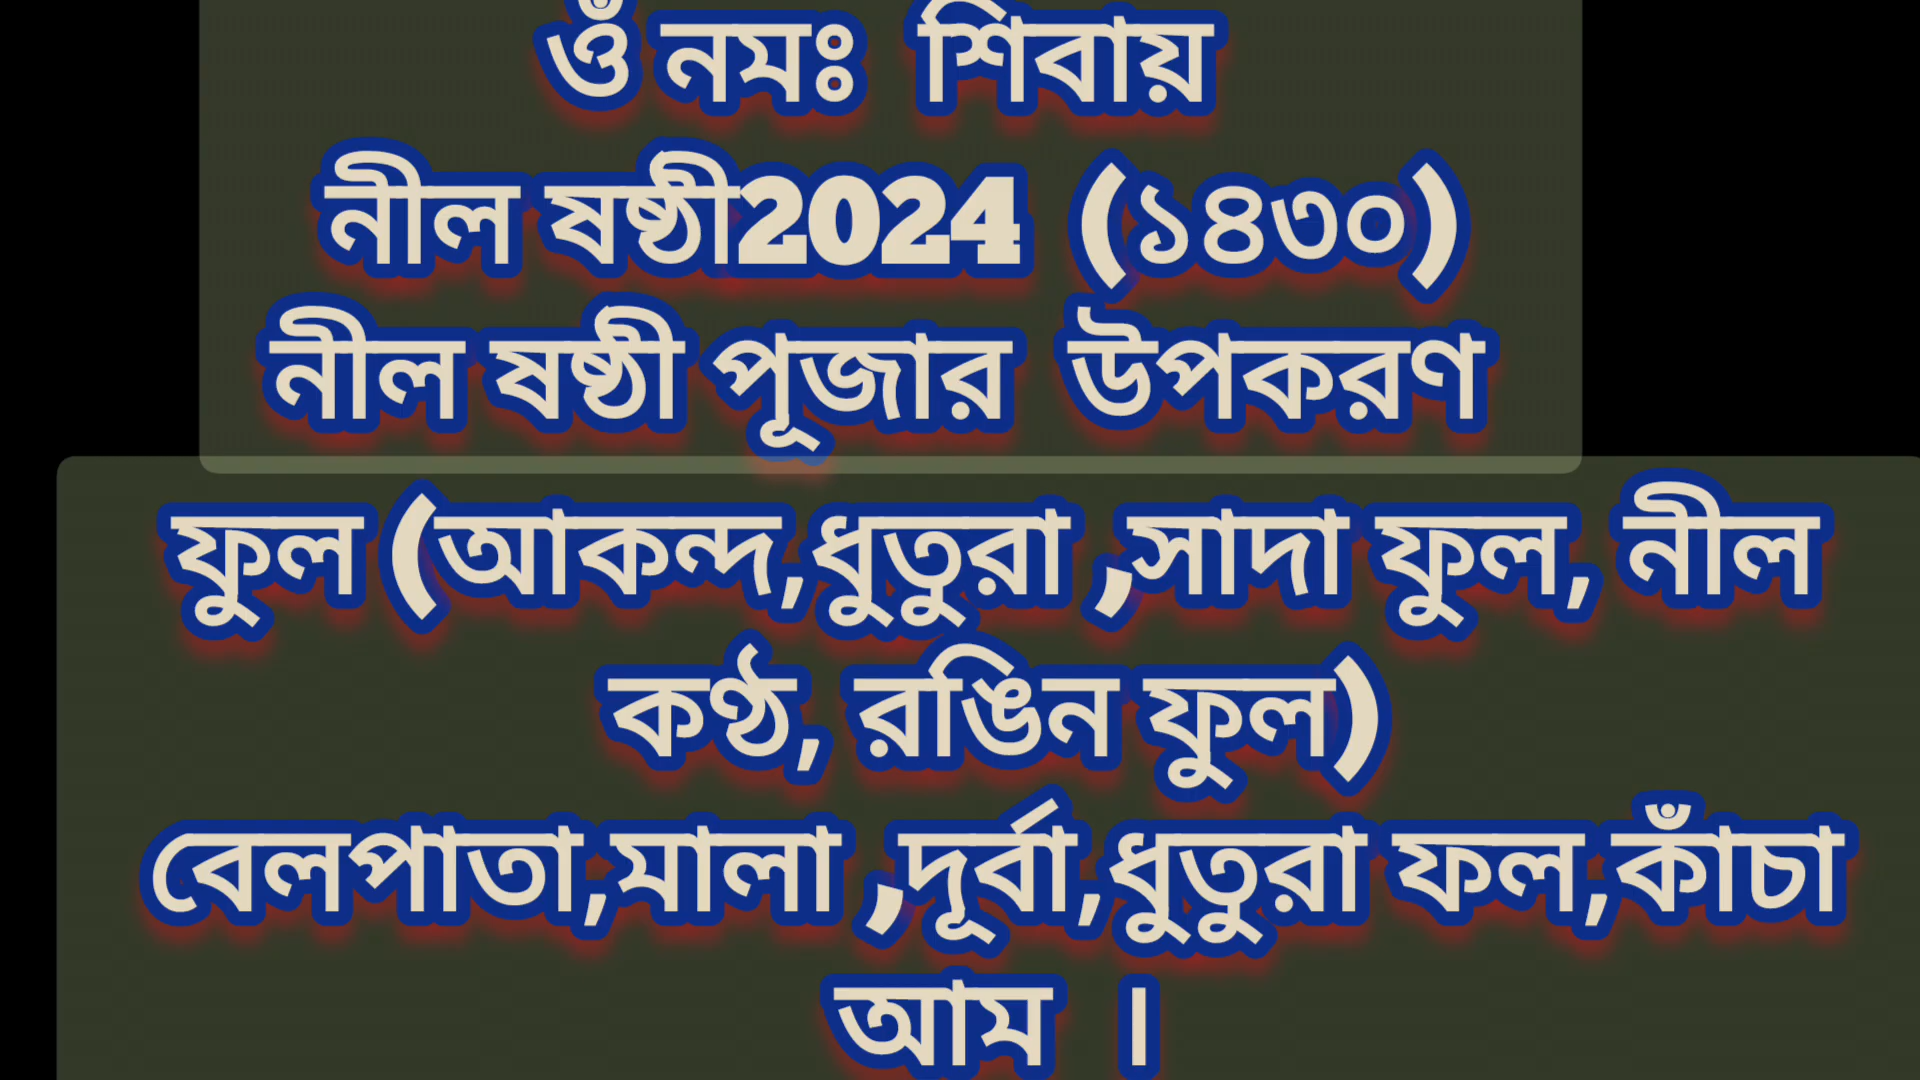 ওঁ নমঃ শিবায়
নীল ষষ্ঠী2024 (১৪৩০)
নীল ষষ্ঠী পূজার উপকরণ
ফুল (আকন্দ,ধুতুরা ,সাদা ফুল, নীল
কণ্ঠ, রঙিন ফুল)
বেলপাতা,মালা ,দূর্বা,ধুতুরা ফল,কাঁচা
আম ।